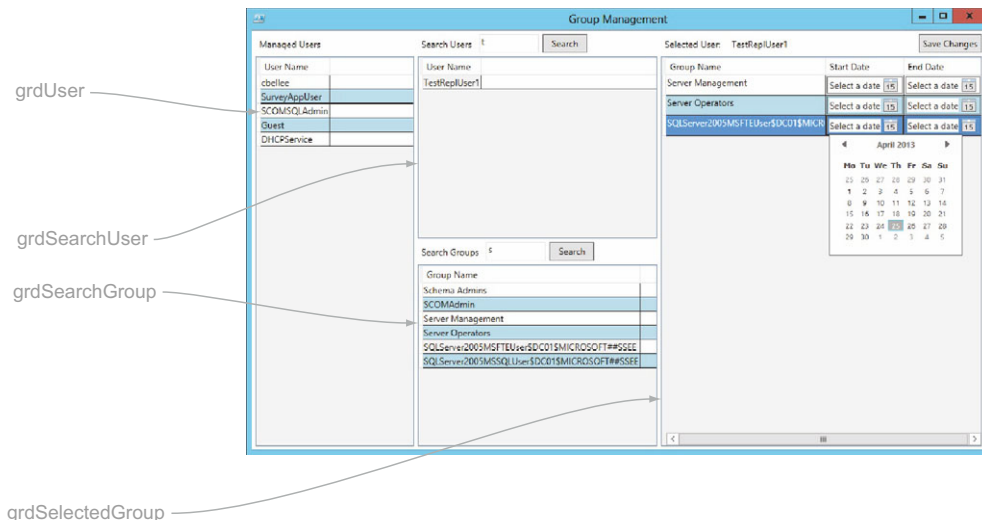 Group Management
Managed Users
Search Users t Search
Selected User: TestReplUser1 Save Changes
User Name
cbellee
SurveyAppUser
SCOMSQLAdmin
Guest
DHCPService
User Name
TestReplUser1
Search Groups s Search
Group Name
Schema Admins
SCOMAdmin
Server Management
Server Operators
SQLServer2005MSFTEUser$DC01$MICROSOFT##SSEE
SQLServer2005MSSQLUser$DC01$MICROSOFT##SSEE
Group Name Start Date End Date
Server Management Select a date 15 Select a date 15
Server Operators Select a date 15 Select a date 15
SQLServer2005MSFTEUser$DC01$MICR Select a date 15 Select a date 15
April 2013
Mo Tu We Th Fr Sa Su
25 26 27 28 29 30 31
1 2 3 4 5 6 7
8 9 10 11 12 13 14
15 16 17 18 19 20 21
22 23 24 25 26 27 28
29 30 1 2 3 4 5
grdUser
grdSearchUser
grdSearchGroup
grdSelectedGroup